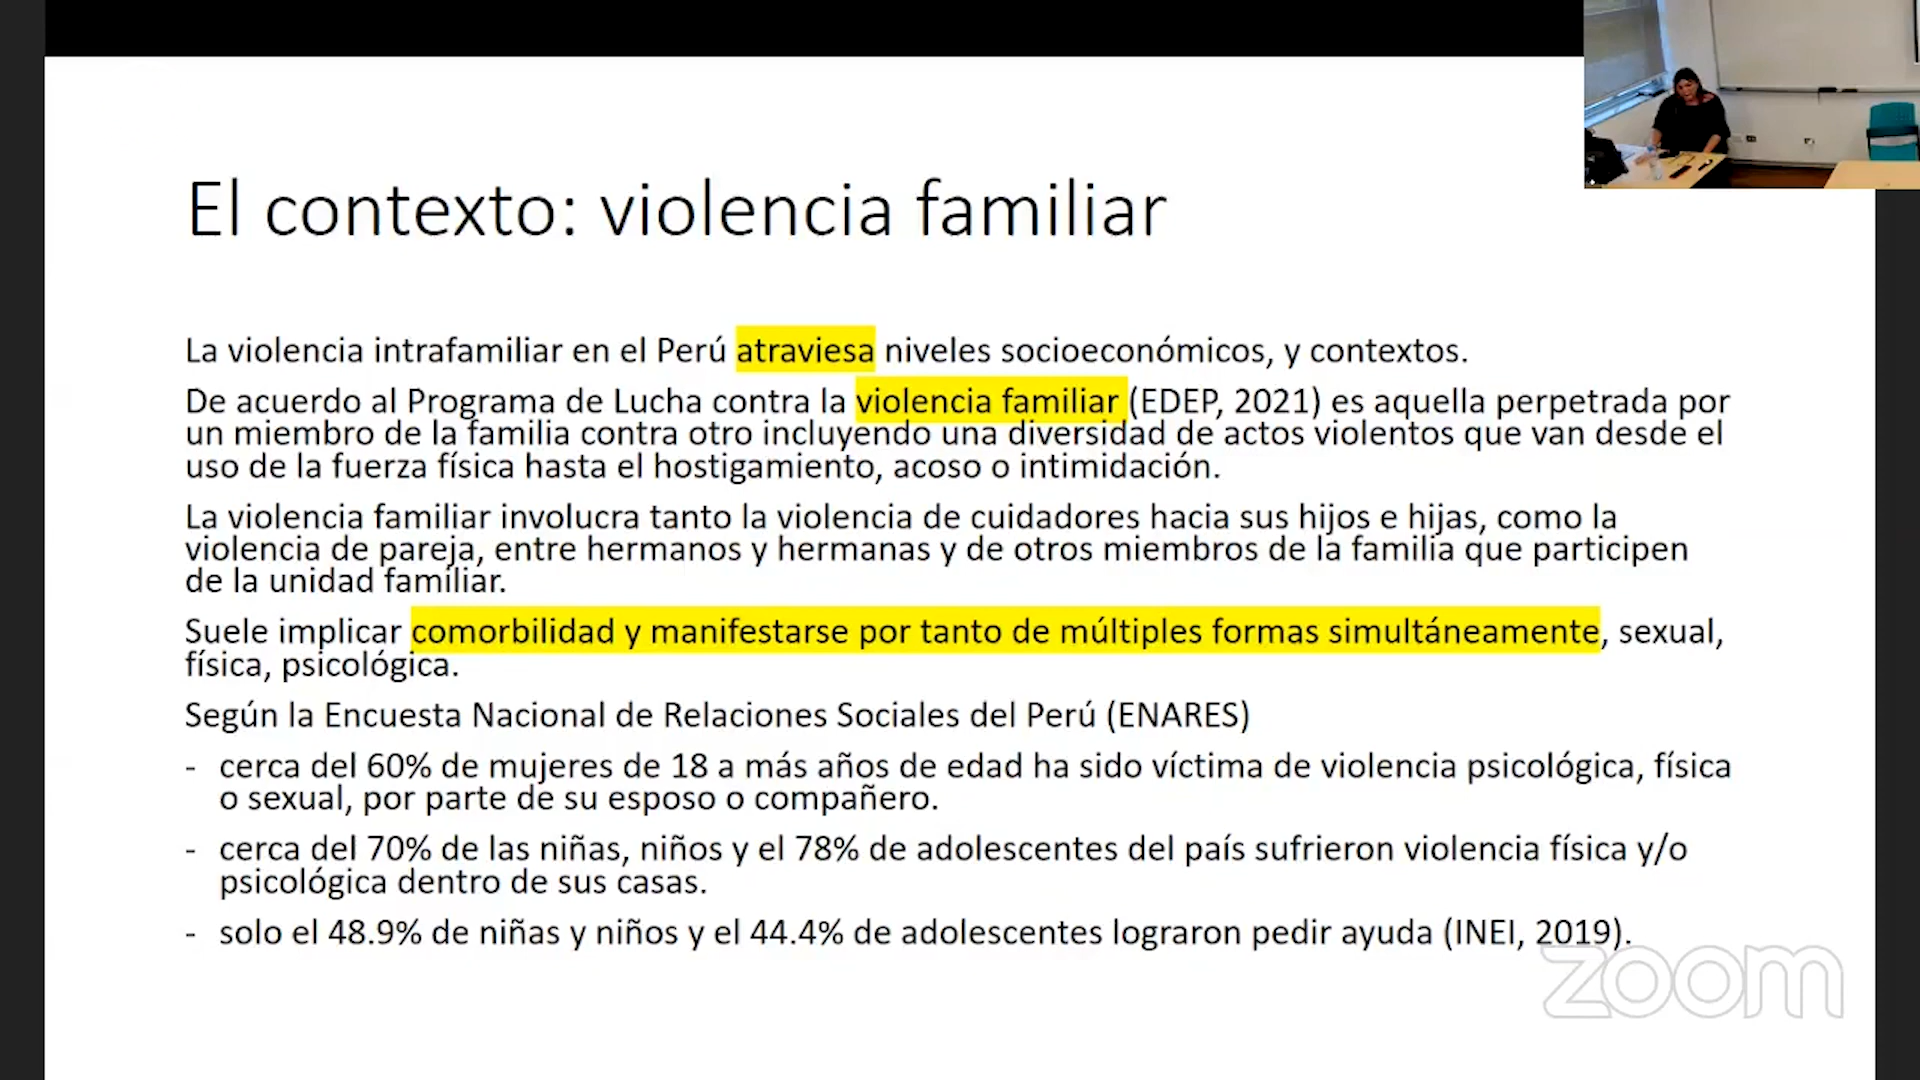 El contexto: violencia familiar
La violencia intrafamiliar en el Perú atraviesa niveles socioeconómicos, y contextos.
De acuerdo al Programa de Lucha contra la violencia familiar (EDEP, 2021) es aquella perpetrada por
un miembro de la familia contra otro incluyendo una diversidad de actos violentos que van desde el
uso de la fuerza física hasta el hostigamiento, acoso o intimidación.
La violencia familiar involucra tanto la violencia de cuidadores hacia sus hijos e hijas, como la
violencia de pareja, entre hermanos y hermanas y de otros miembros de la familia que participen
de la unidad familiar.
Suele implicar comorbilidad y manifestarse por tanto de múltiples formas simultáneamente, sexual,
física, psicológica.
Según la Encuesta Nacional de Relaciones Sociales del Perú (ENARES)
- cerca del 60% de mujeres de 18 a más años de edad ha sido víctima de violencia psicológica, física
o sexual, por parte de su esposo o compañero.
- cerca del 70% de las niñas, niños y el 78% de adolescentes del país sufrieron violencia física y/o
psicológica dentro de sus casas.
- solo el 48.9% de niñas y niños y el 44.4% de adolescentes lograron pedir ayuda (INEI, 2019).
zoom